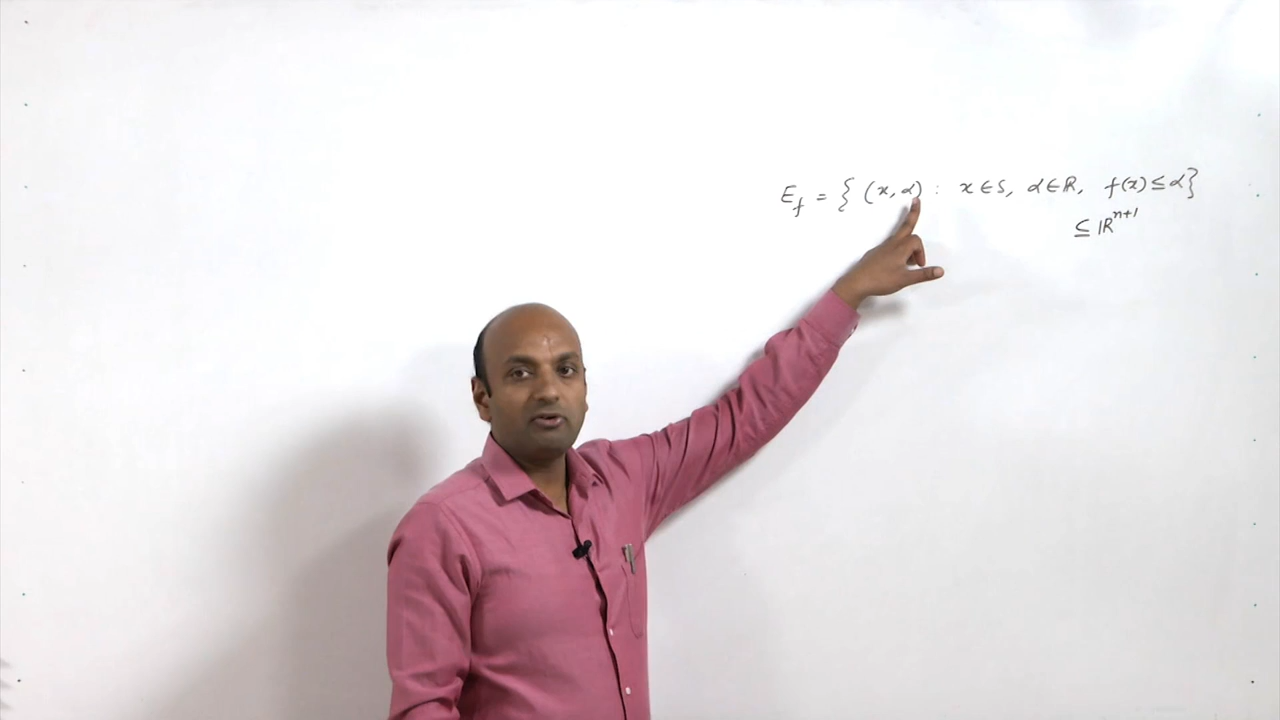 E_f = { (x, α) : x ∈ S, α ∈ ℝ, f(x) ≤ α }
⊆ ℝ^{n+1}